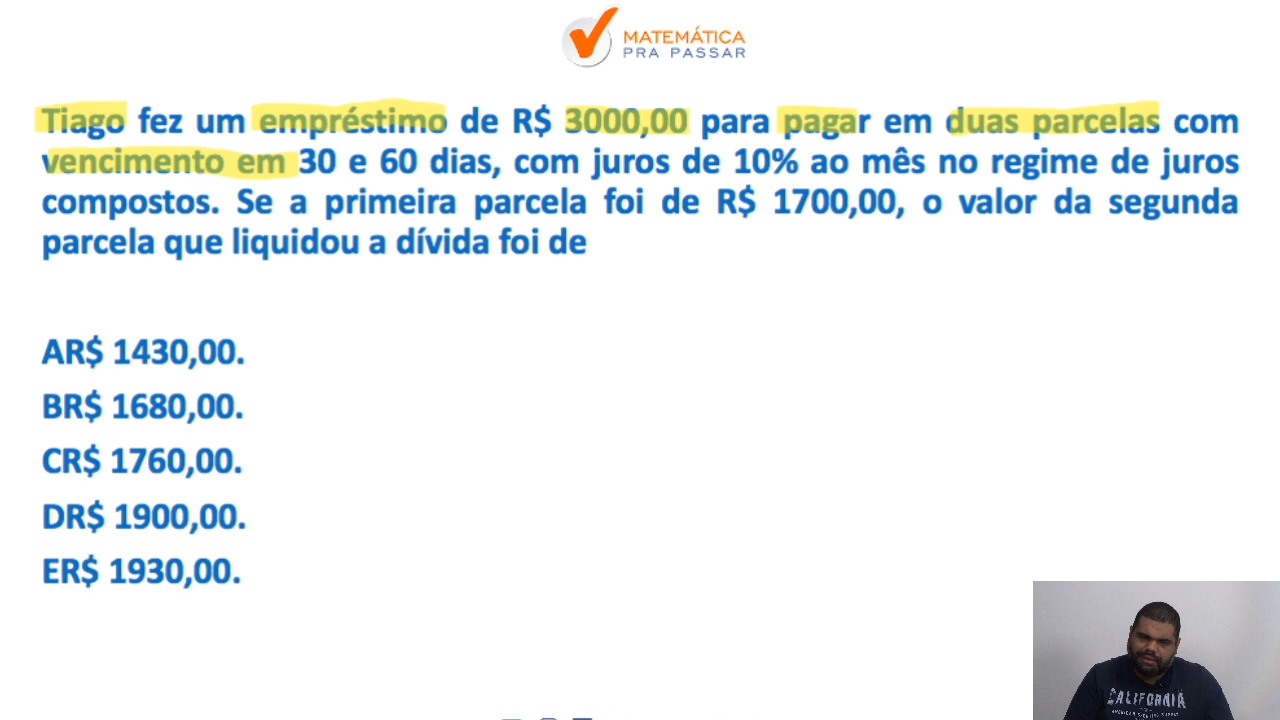 MATEMÁTICA
PRA PASSAR
Tiago fez um empréstimo de R$ 3000,00 para pagar em duas parcelas com
vencimento em 30 e 60 dias, com juros de 10% ao mês no regime de juros
compostos. Se a primeira parcela foi de R$ 1700,00, o valor da segunda
parcela que liquidou a dívida foi de
AR$ 1430,00.
BR$ 1680,00.
CR$ 1760,00.
DR$ 1900,00.
ER$ 1930,00.
CALIFORNIA